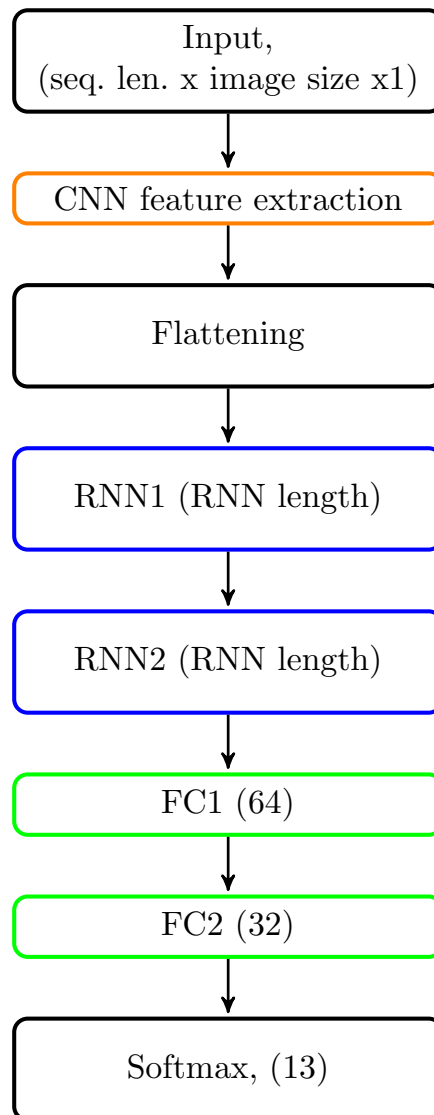 Input,
(seq. len. x image size x1)
CNN feature extraction
Flattening
RNN1 (RNN length)
RNN2 (RNN length)
FC1 (64)
FC2 (32)
Softmax, (13)